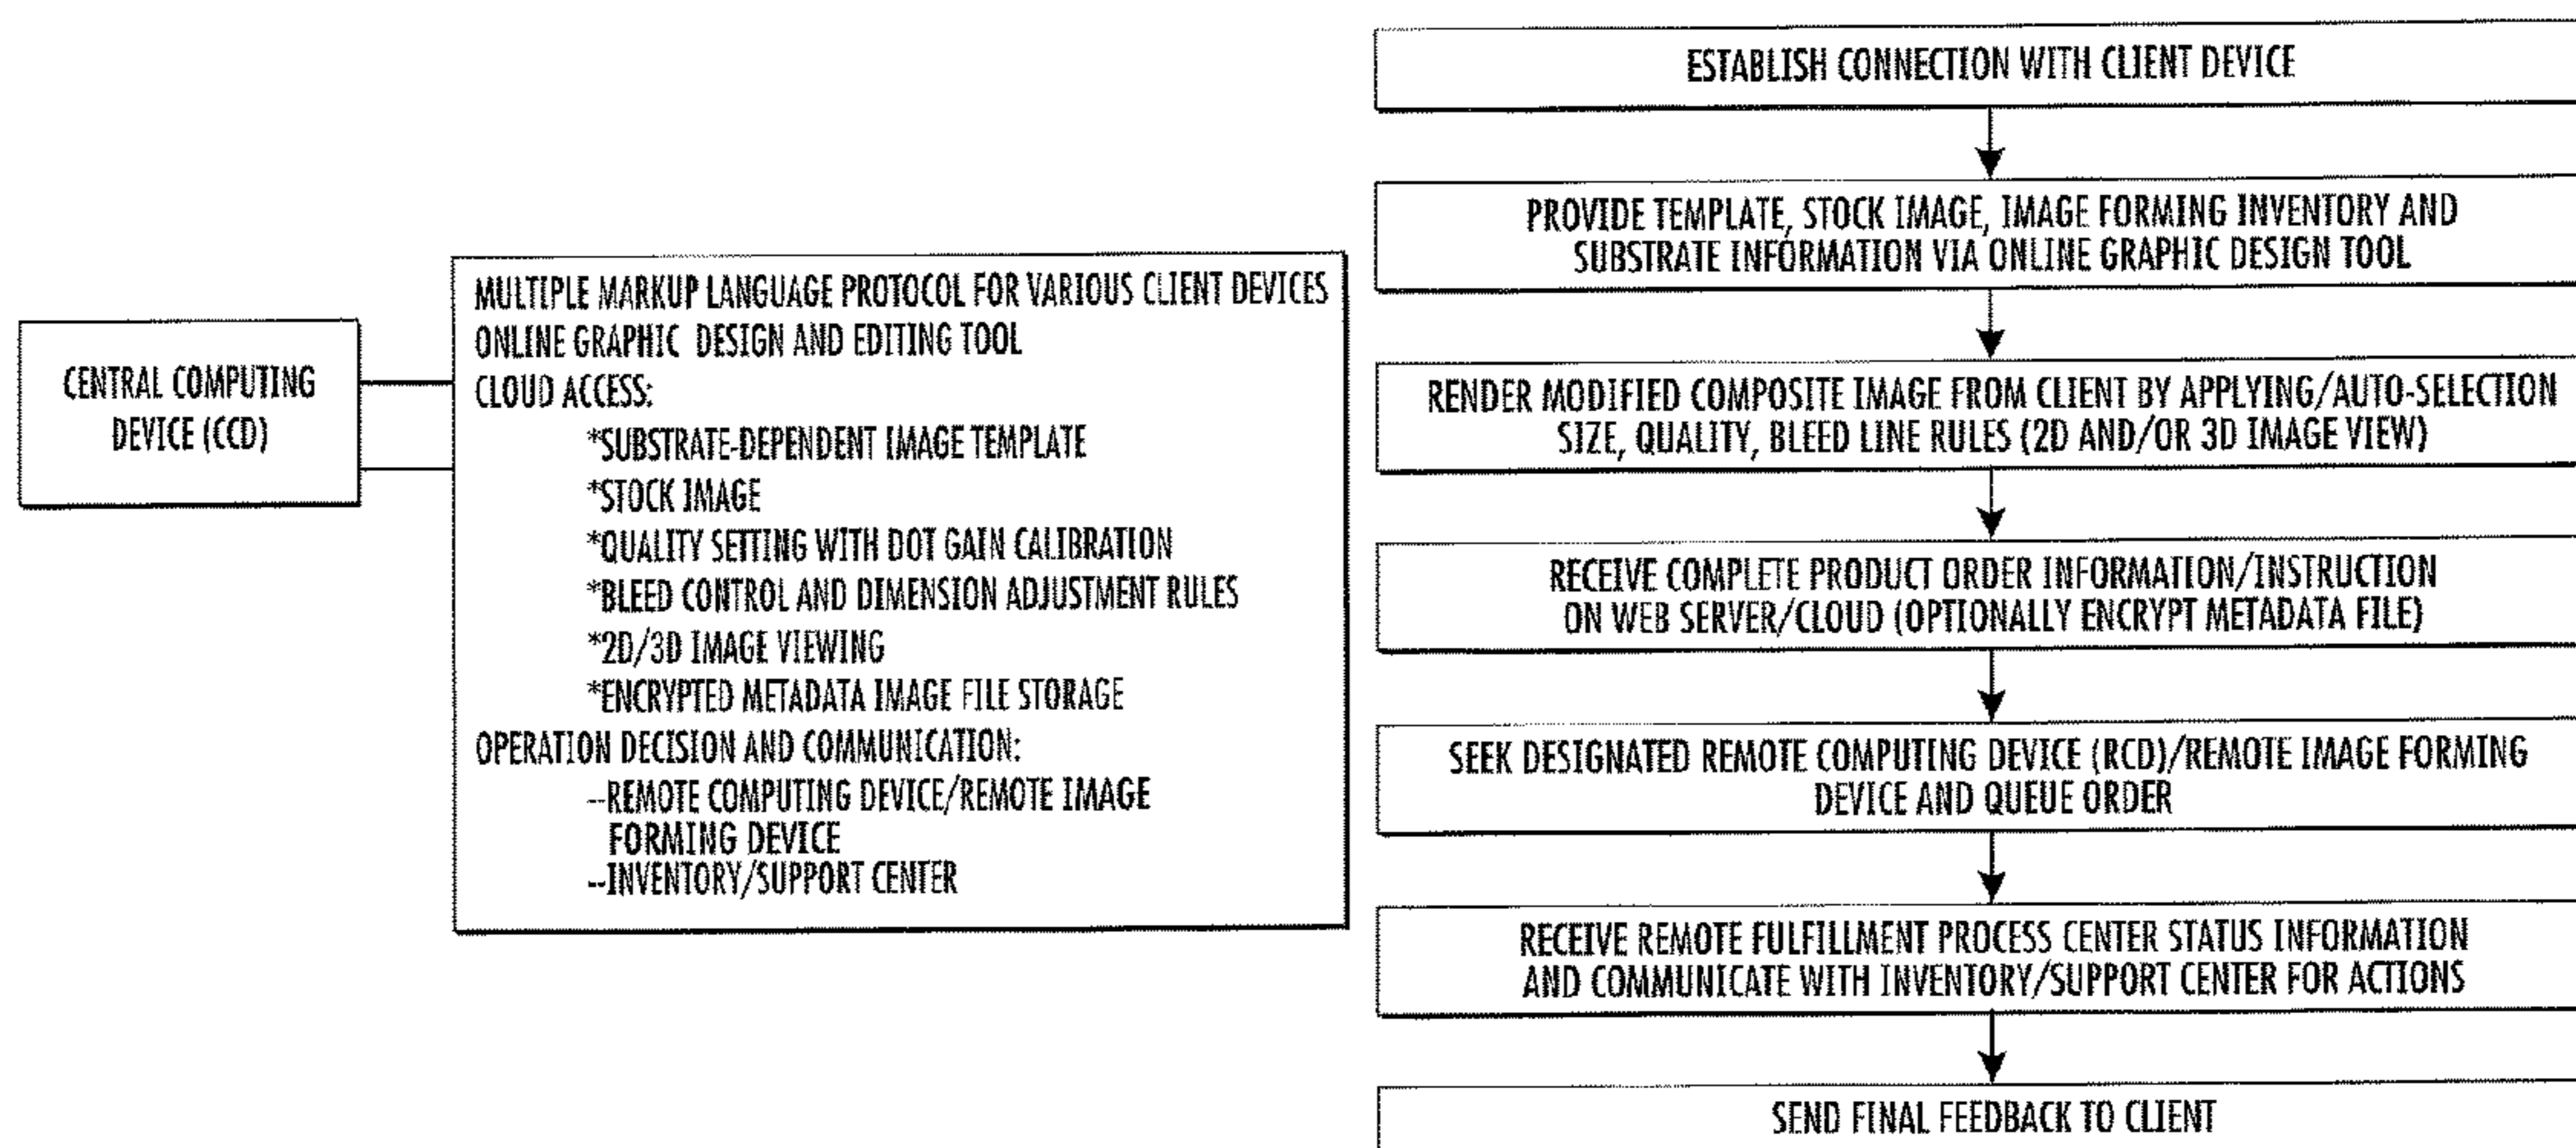 CENTRAL COMPUTING
DEVICE (CCD)
MULTIPLE MARKUP LANGUAGE PROTOCOL FOR VARIOUS CLIENT DEVICES
ONLINE GRAPHIC DESIGN AND EDITING TOOL
CLOUD ACCESS:
*SUBSTRATE-DEPENDENT IMAGE TEMPLATE
*STOCK IMAGE
*QUALITY SETTING WITH DOT GAIN CALIBRATION
*BLEED CONTROL AND DIMENSION ADJUSTMENT RULES
*2D/3D IMAGE VIEWING
*ENCRYPTED METADATA IMAGE FILE STORAGE
OPERATION DECISION AND COMMUNICATION:
--REMOTE COMPUTING DEVICE/REMOTE IMAGE
FORMING DEVICE
--INVENTORY/SUPPORT CENTER
ESTABLISH CONNECTION WITH CLIENT DEVICE
PROVIDE TEMPLATE, STOCK IMAGE, IMAGE FORMING INVENTORY AND
SUBSTRATE INFORMATION VIA ONLINE GRAPHIC DESIGN TOOL
RENDER MODIFIED COMPOSITE IMAGE FROM CLIENT BY APPLYING/AUTO-SELECTION
SIZE, QUALITY, BLEED LINE RULES (2D AND/OR 3D IMAGE VIEW)
RECEIVE COMPLETE PRODUCT ORDER INFORMATION/INSTRUCTION
ON WEB SERVER/CLOUD (OPTIONALLY ENCRYPT METADATA FILE)
SEEK DESIGNATED REMOTE COMPUTING DEVICE (RCD)/REMOTE IMAGE FORMING
DEVICE AND QUEUE ORDER
RECEIVE REMOTE FULFILLMENT PROCESS CENTER STATUS INFORMATION
AND COMMUNICATE WITH INVENTORY/SUPPORT CENTER FOR ACTIONS
SEND FINAL FEEDBACK TO CLIENT